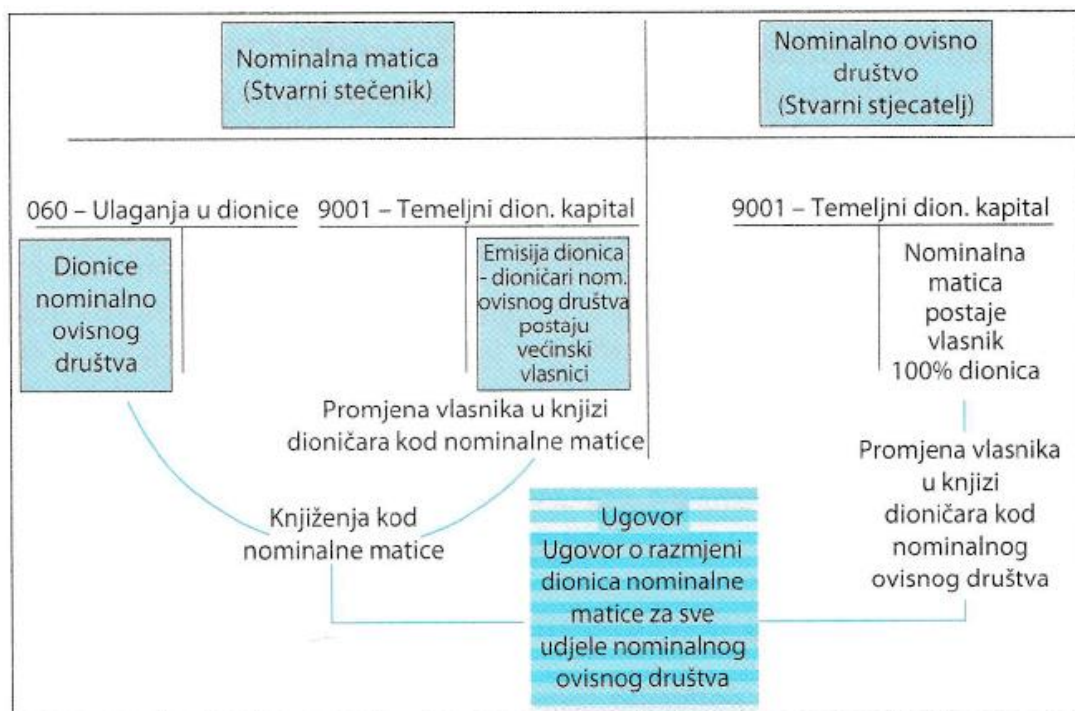 Nominalna matica
(Stvarni stečenik)
Nominalno ovisno
društvo
(Stvarni stjecatelj)
060 – Ulaganja u dionice
9001 – Temeljni dion. kapital
9001 – Temeljni dion. kapital
Dionice
nominalno
ovisnog
društva
Emisija dionica
- dioničari nom.
ovisnog društva
postaju
većinski
vlasnici
Nominalna
matica
postaje
vlasnik
100% dionica
Promjena vlasnika u knjizi
dioničara kod nominalne matice
Promjena vlasnika
u knjizi
dioničara kod
nominalnog
ovisnog društva
Knjiženja kod
nominalne matice
Ugovor
Ugovor o razmjeni
dionica nominalne
matice za sve
udjele nominalnog
ovisnog društva